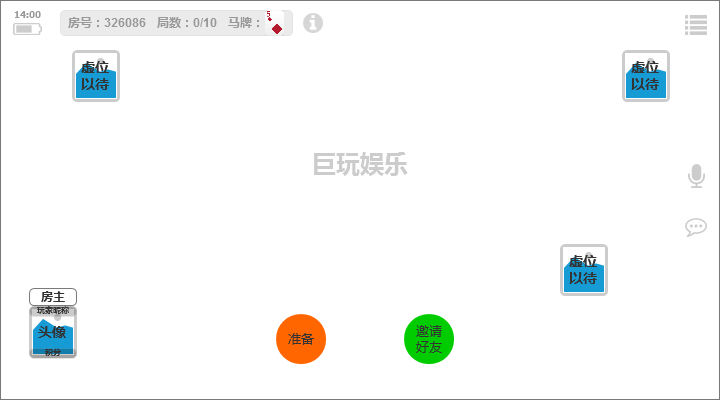 14:00
房号：326086 局数：0/10 马牌：5
虚位
以待
虚位
以待
巨玩娱乐
虚位
以待
房主
玩家昵称
头像
积分
准备
邀请
好友